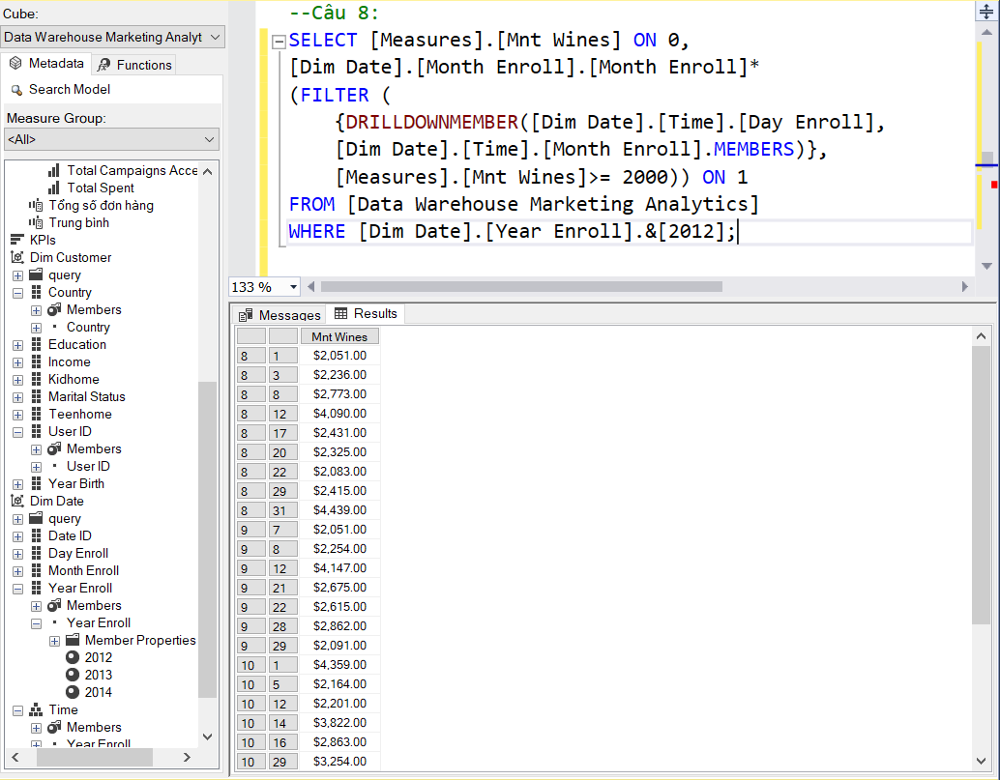 Cube:
Data Warehouse Marketing Analyt
Metadata
Functions
Search Model
Measure Group:
<All>
Total Campaigns Acce
Total Spent
Tổng số đơn hàng
Trung bình
KPIs
Dim Customer
query
Country
Members
Country
Education
Income
Kidhome
Marital Status
Teenhome
User ID
Members
User ID
Year Birth
Dim Date
query
Date ID
Day Enroll
Month Enroll
Year Enroll
Members
Year Enroll
Member Properties
2012
2013
2014
Time
Members
Year Enroll
--Câu 8:
SELECT [Measures].[Mnt Wines] ON 0,
[Dim Date].[Month Enroll].[Month Enroll]*
(FILTER (
{DRILLDOWNMEMBER([Dim Date].[Time].[Day Enroll],
[Dim Date].[Time].[Month Enroll].MEMBERS)},
[Measures].[Mnt Wines]>= 2000)) ON 1
FROM [Data Warehouse Marketing Analytics]
WHERE [Dim Date].[Year Enroll].&[2012];
133 %
Messages
Results
Mnt Wines
8 1 $2,051.00
8 3 $2,236.00
8 8 $2,773.00
8 12 $4,090.00
8 17 $2,431.00
8 20 $2,325.00
8 22 $2,083.00
8 29 $2,415.00
8 31 $4,439.00
9 7 $2,051.00
9 8 $2,254.00
9 12 $4,147.00
9 21 $2,675.00
9 22 $2,615.00
9 28 $2,862.00
9 29 $2,091.00
10 1 $4,359.00
10 5 $2,164.00
10 12 $2,201.00
10 14 $3,822.00
10 16 $2,863.00
10 29 $3,254.00